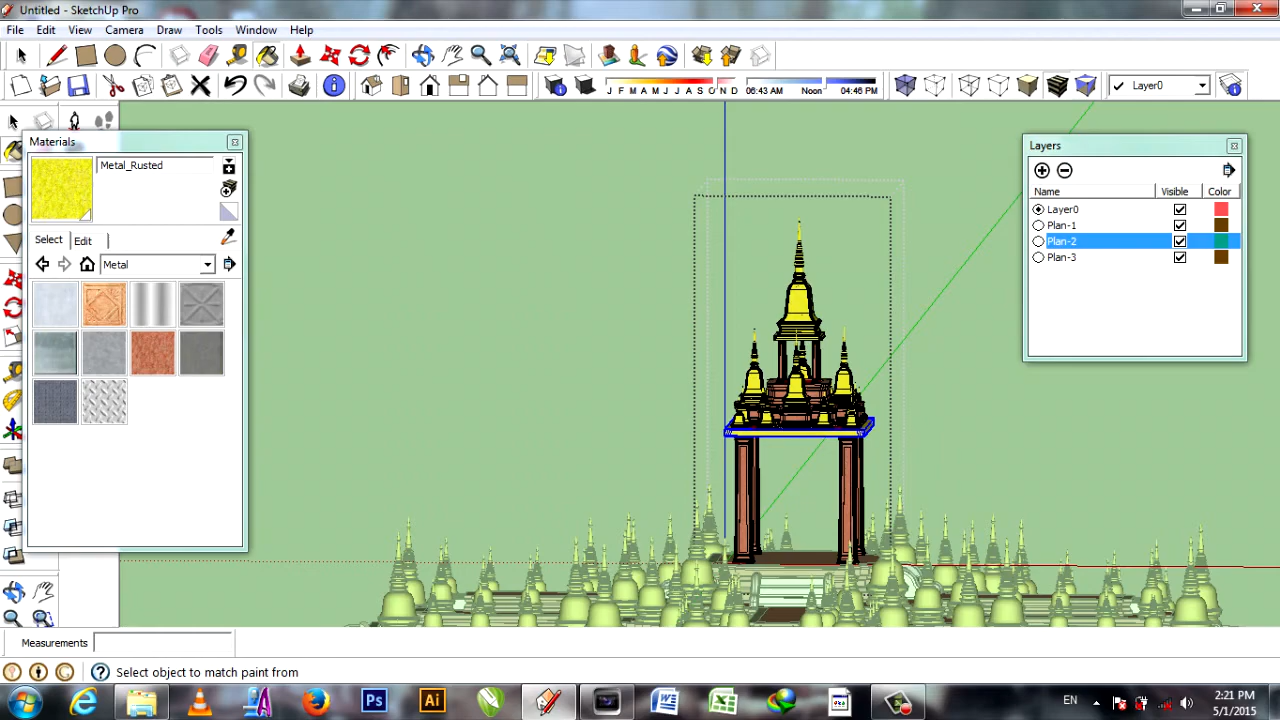 Untitled - SketchUp Pro
File Edit View Camera Draw Tools Window Help
J F M A M J J A S O N D 06:43 AM Noon 04:46 PM Layer0
Materials
Metal_Rusted
Select Edit
Metal
Layers
Name Visible Color
Layer0
Plan-1
Plan-2
Plan-3
Measurements
Select object to match paint from
Ps Ai EN 2:21 PM
5/1/2015